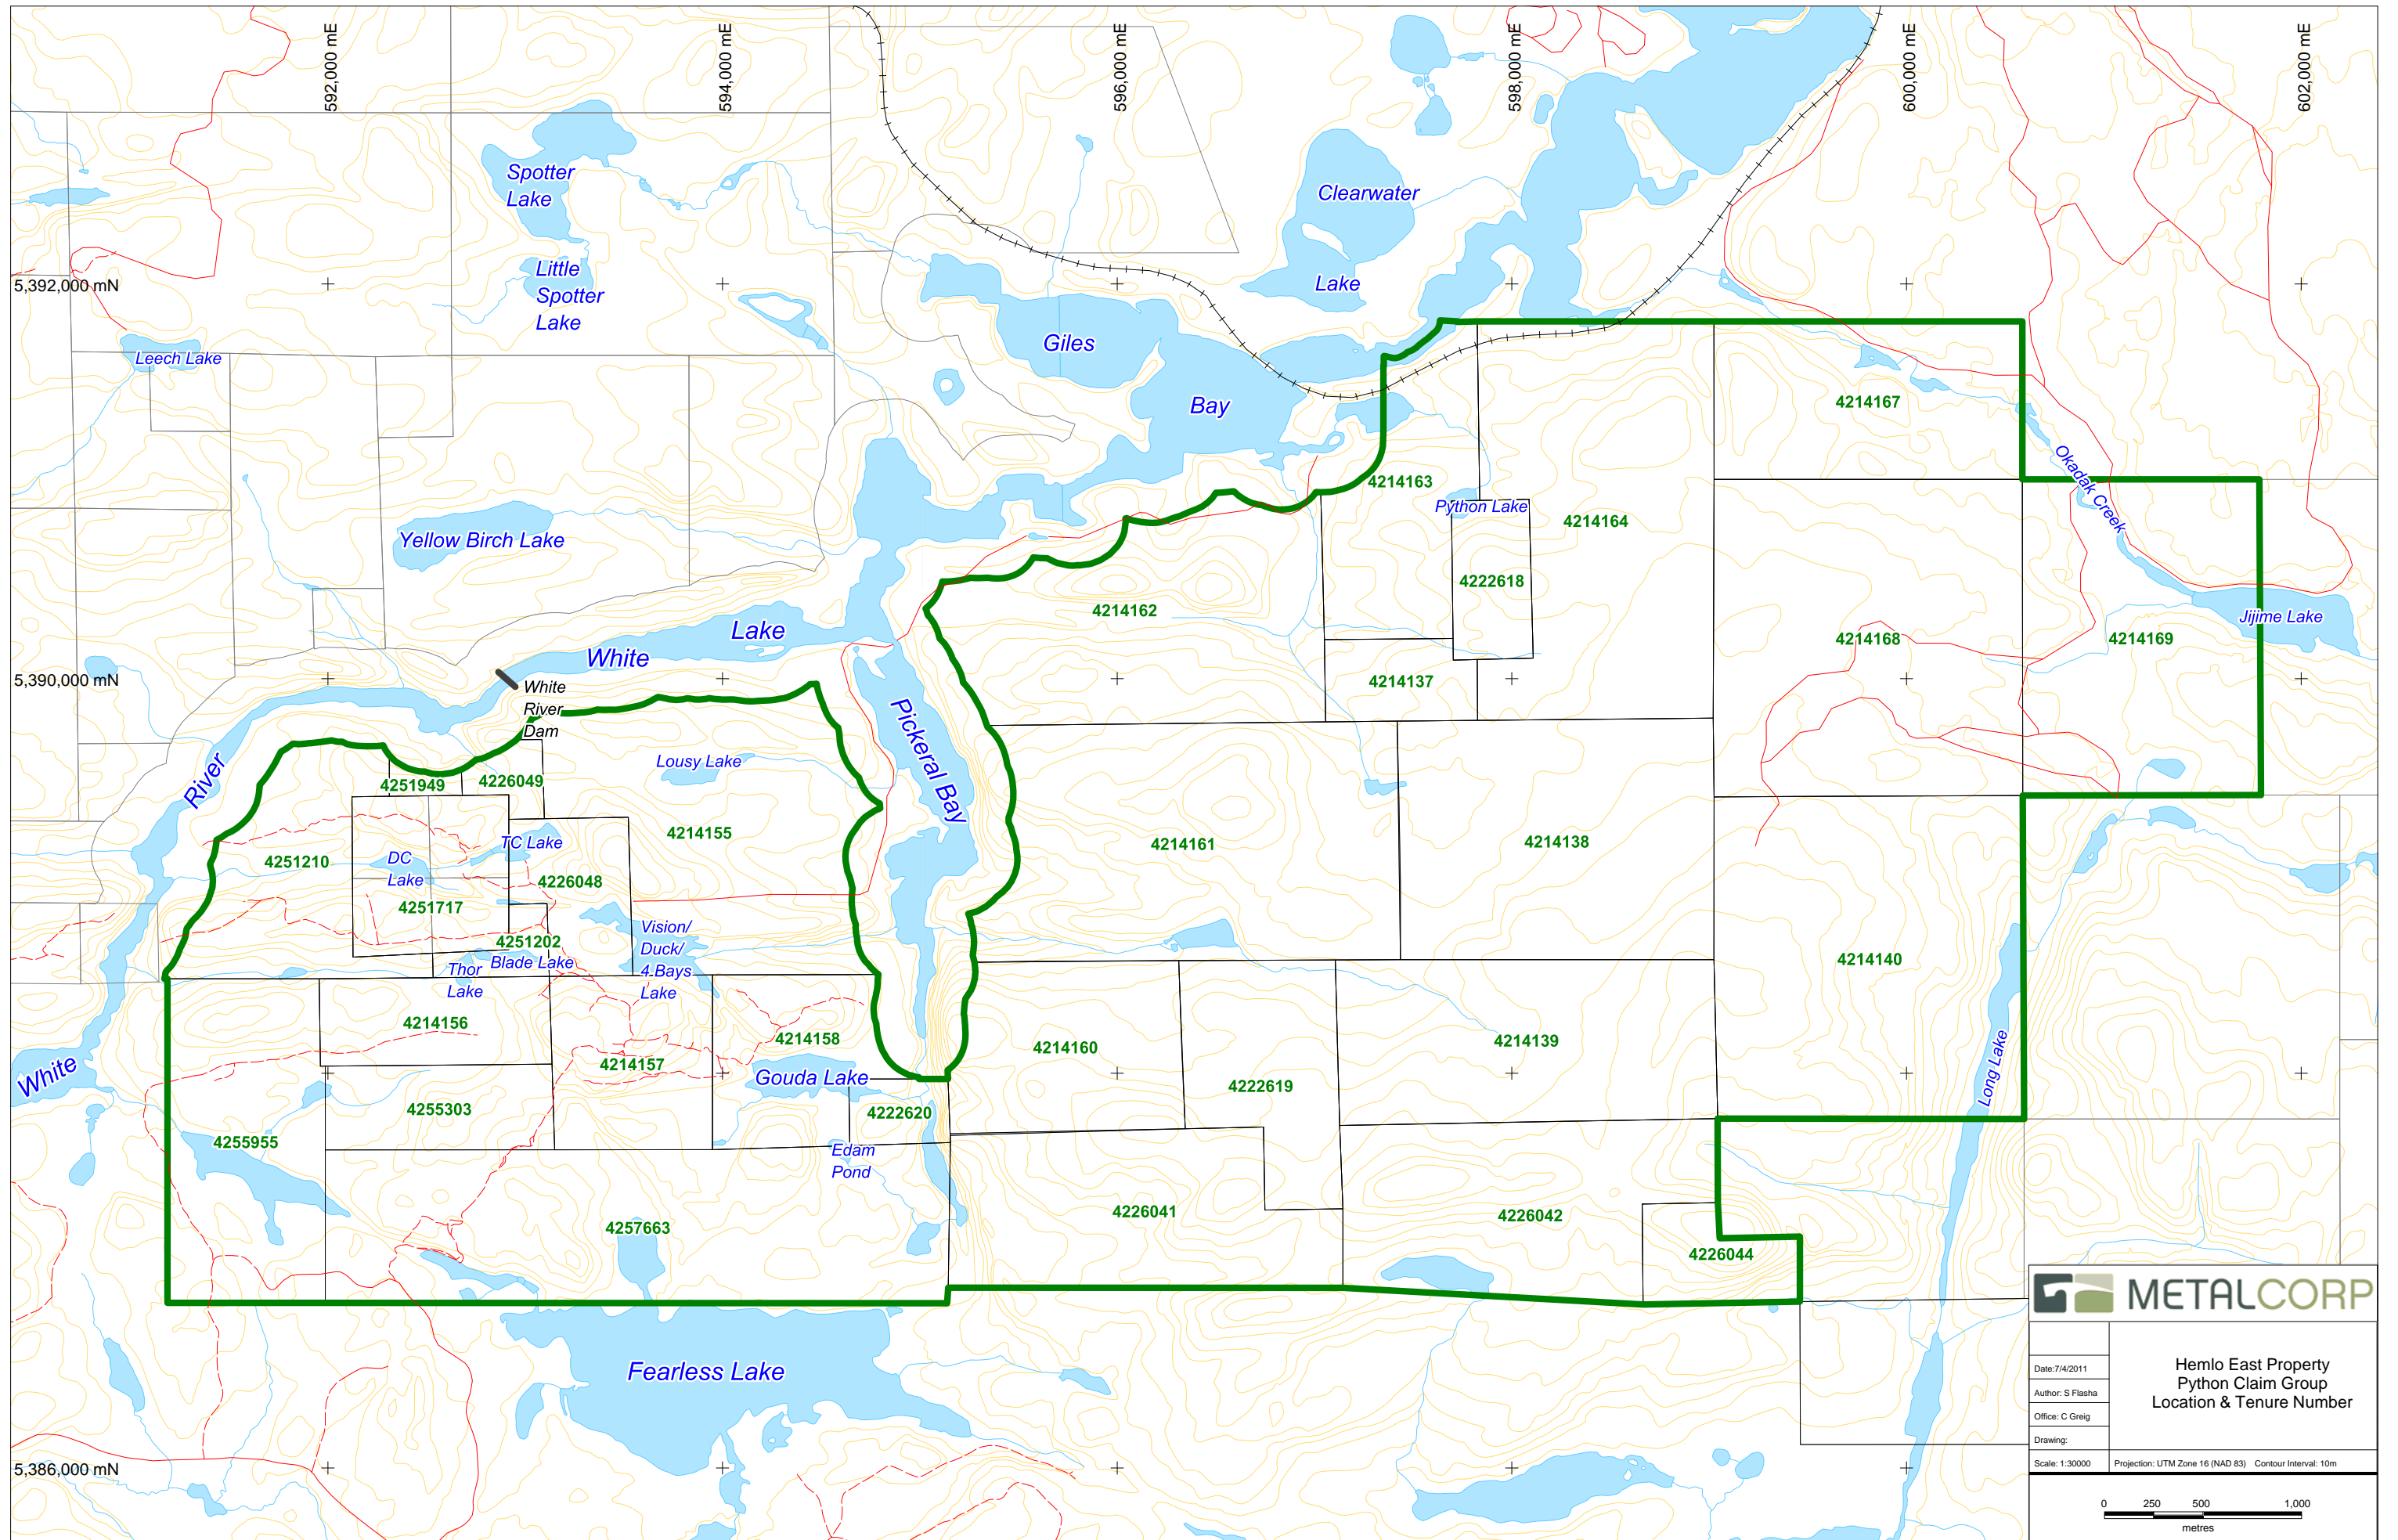 592,000 mE
594,000 mE
596,000 mE
598,000 mE
600,000 mE
602,000 mE
Spotter
Lake
Clearwater
Lake
Little
Spotter
Lake
5,392,000 mN
Giles
Bay
Leech Lake
4214167
Okadak Creek
4214163
Python Lake
4214164
Yellow Birch Lake
4222618
4214162
Jijime Lake
Lake
White
4214168
4214169
5,390,000 mN
4214137
White
River
Dam
Pickeral Bay
Lousy Lake
River
4251949
4226049
4214155
TC Lake
4214161
4214138
DC
Lake
4251210
4226048
4251717
Vision/
Duck/
4 Bays
Lake
4251202
Blade Lake
Thor
Lake
4214140
4214156
4214158
4214160
4214139
4214157
White
Gouda Lake
4222619
Long Lake
4255303
4222620
4255955
Edam
Pond
4257663
4226041
4226042
4226044
METALCORP
Fearless Lake
Hemlo East Property
Python Claim Group
Location & Tenure Number
Date:7/4/2011
Author: S Flasha
Office: C Greig
Drawing:
Scale: 1:30000
Projection: UTM Zone 16 (NAD 83) Contour Interval: 10m
5,386,000 mN
0 250 500 1,000
metres